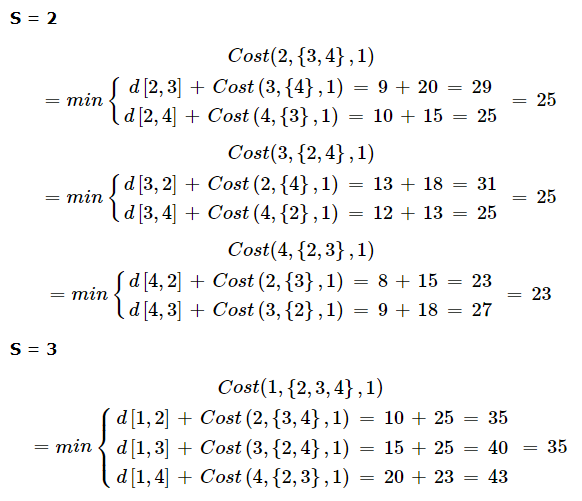 S = 2
Cost(2,{3,4},1)
d[2,3] + Cost(3,{4},1) = 9 + 20 = 29
= min{ = 25
d[2,4] + Cost(4,{3},1) = 10 + 15 = 25
Cost(3,{2,4},1)
d[3,2] + Cost(2,{4},1) = 13 + 18 = 31
= min{ = 25
d[3,4] + Cost(4,{2},1) = 12 + 13 = 25
Cost(4,{2,3},1)
d[4,2] + Cost(2,{3},1) = 8 + 15 = 23
= min{ = 23
d[4,3] + Cost(3,{2},1) = 9 + 18 = 27
S = 3
Cost(1,{2,3,4},1)
d[1,2] + Cost(2,{3,4},1) = 10 + 25 = 35
= min{ d[1,3] + Cost(3,{2,4},1) = 15 + 25 = 40 = 35
d[1,4] + Cost(4,{2,3},1) = 20 + 23 = 43